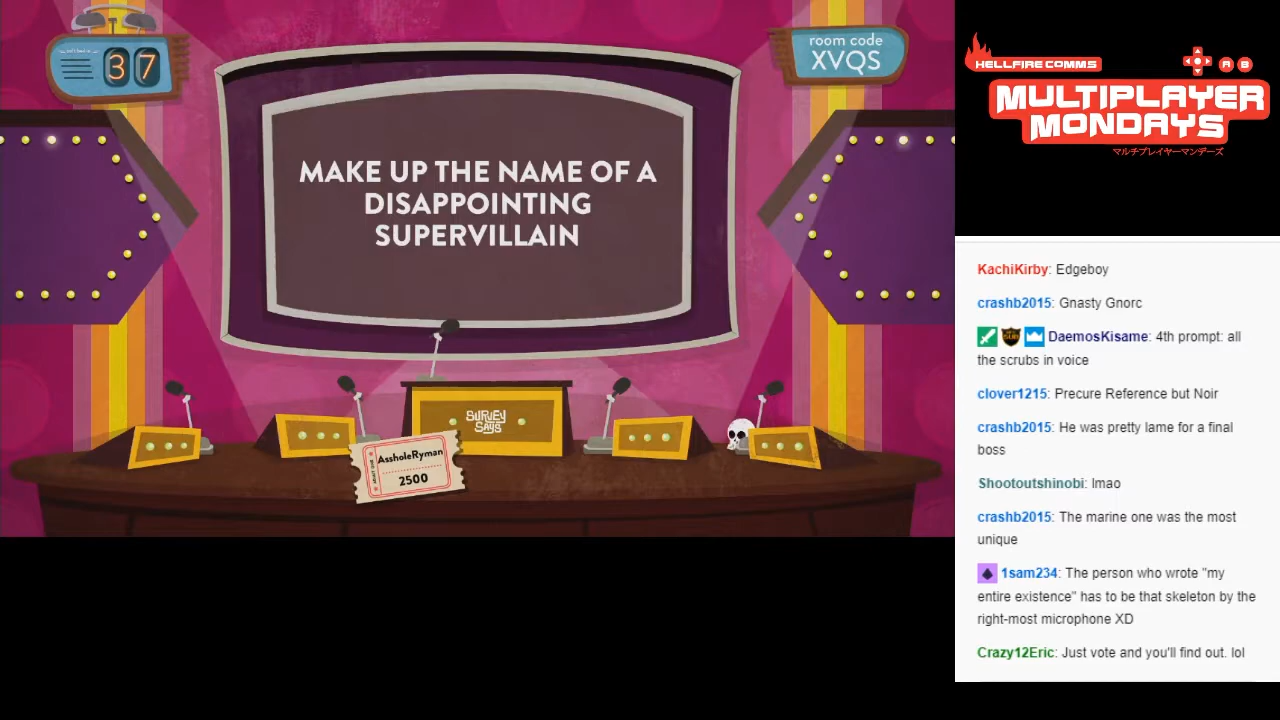 37
room code
XVQS
MAKE UP THE NAME OF A
DISAPPOINTING
SUPERVILLAIN
SURVEY
SAYS
AssholeRyman
2500
HELLFIRE COMMS
A B
MULTIPLAYER
MONDAYS
マルチプレイヤーマンデーズ
KachiKirby: Edgeboy
crashb2015: Gnasty Gnorc
DaemosKisame: 4th prompt: all
the scrubs in voice
clover1215: Precure Reference but Noir
crashb2015: He was pretty lame for a final
boss
Shootoutshinobi: lmao
crashb2015: The marine one was the most
unique
1sam234: The person who wrote "my
entire existence" has to be that skeleton by the
right-most microphone XD
Crazy12Eric: Just vote and you'll find out. lol